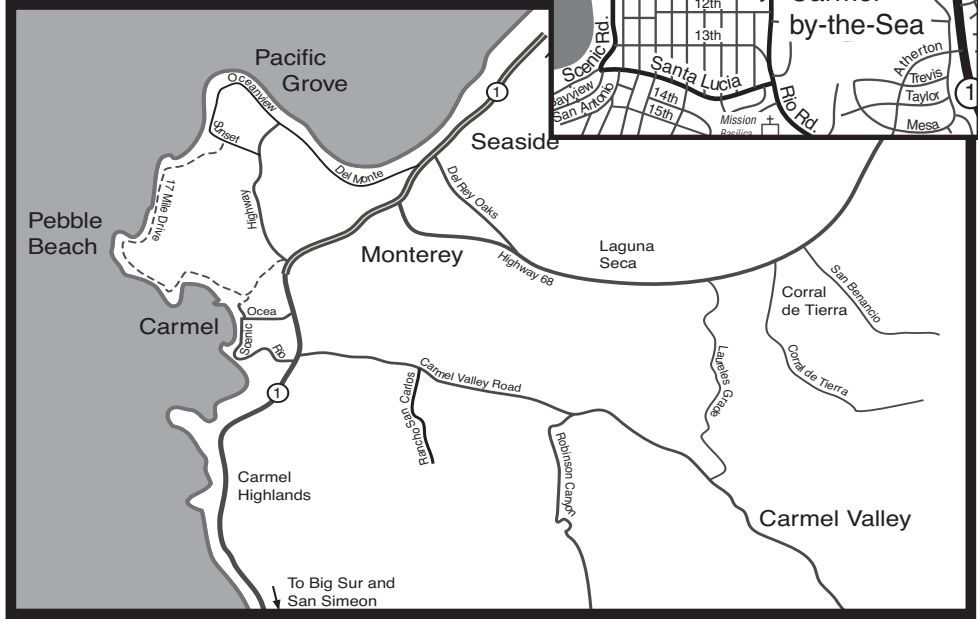 12th
by-the-Sea
13th
Scenic Rd.
Atherton
Santa Lucia
Trevis
Taylor
1
14th
15th
San Antonio
Rio Rd.
Mission
Mesa
Pacific
Grove
Oceanview
1
Seaside
Sunset
Del Monte
Del Rey Oaks
17 Mile Drive
Highway
Pebble
Beach
Monterey
Highway 68
Laguna
Seca
San Benancio
Corral
de Tierra
Carmel
Ocea
Scenic
Rio
Corral de Tierra
Laureles Grade
Carmel Valley Road
Rancho San Carlos
1
Robinson Canyon
Carmel
Highlands
Carmel Valley
To Big Sur and
San Simeon